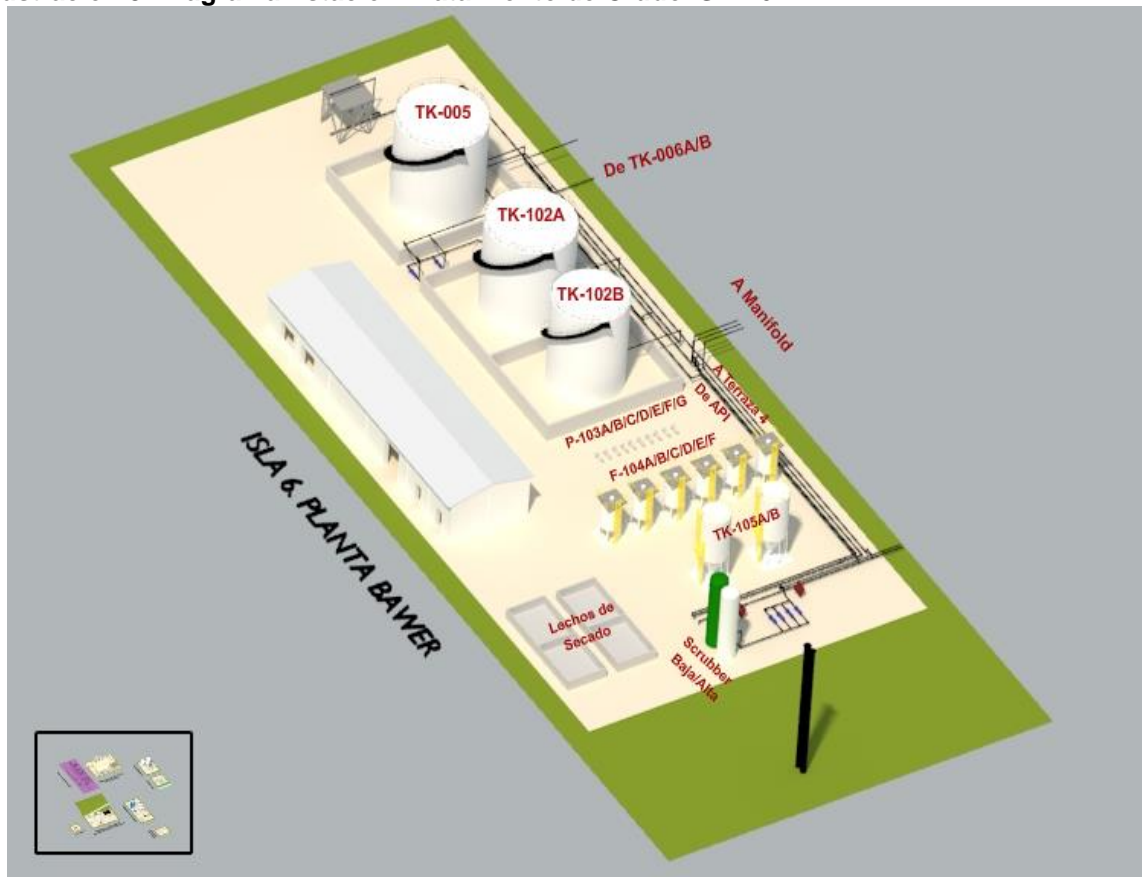 TK-005
De TK-006A/B
TK-102A
TK-102B
A Manifold
A Terraza 4
De API
P-103A/B/C/D/E/F/G
F-104A/B/C/D/E/F
TK-105A/B
ISLA 6. PLANTA BAWER
Lechos de
Secado
Scrubber
Baja/Alta